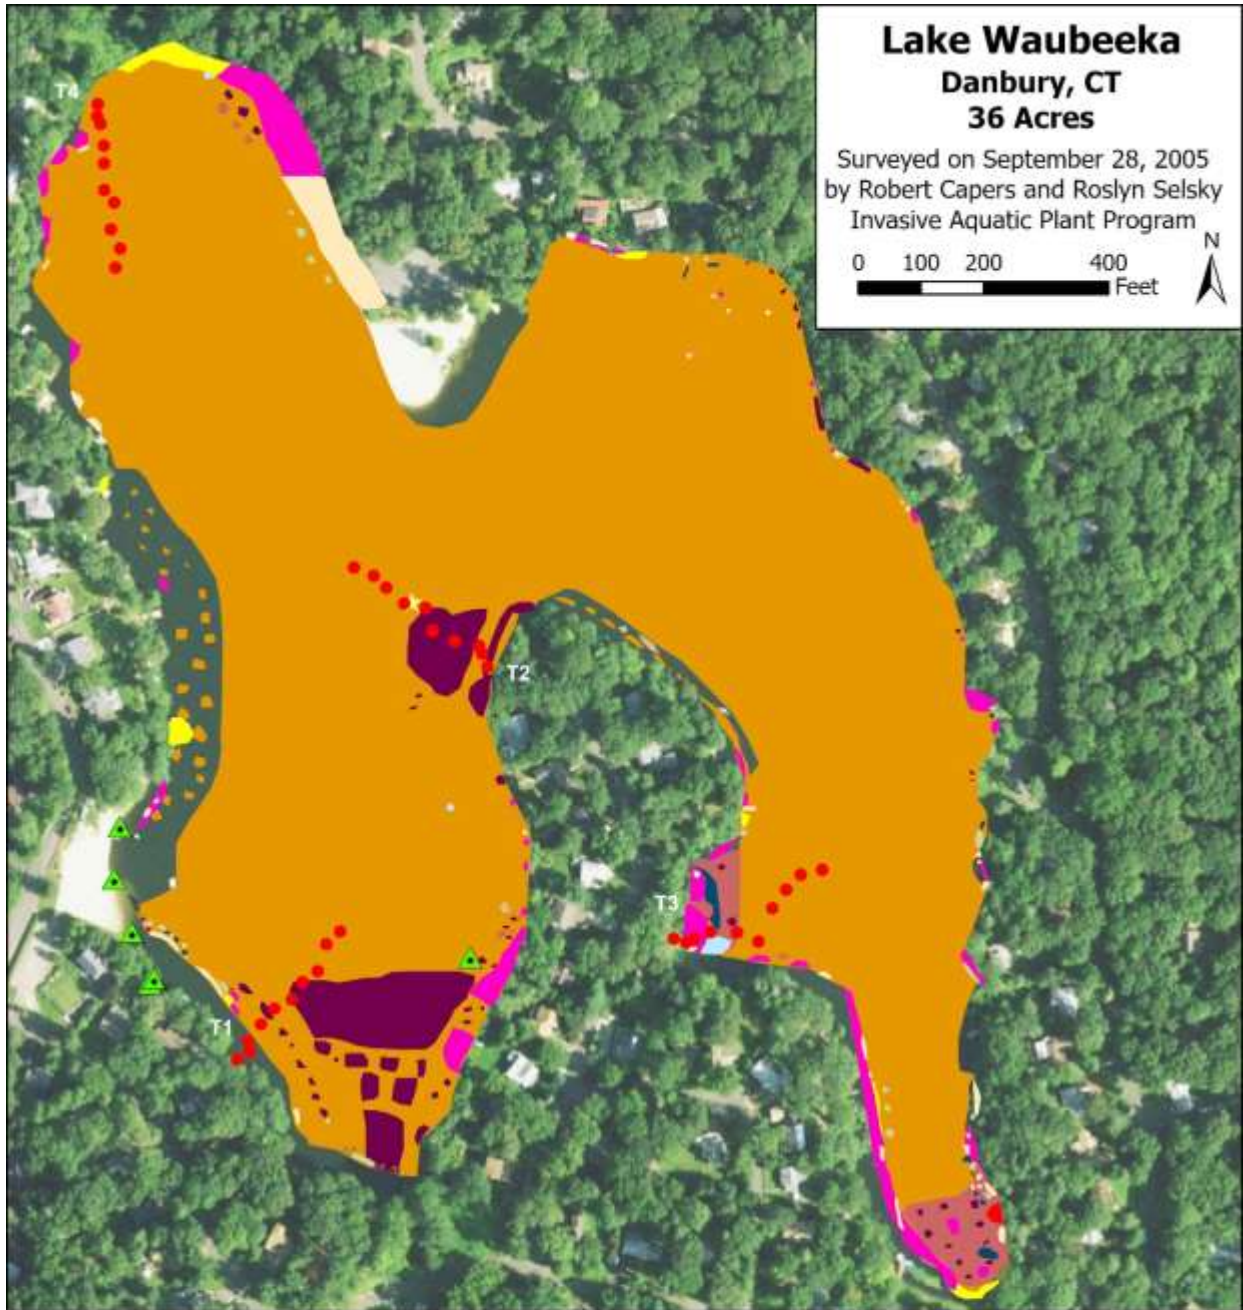 Lake Waubeeka
Danbury, CT
36 Acres
Surveyed on September 28, 2005
by Robert Capers and Roslyn Selsky
Invasive Aquatic Plant Program
N
0 100 200 400
Feet
T4
T2
T3
T1